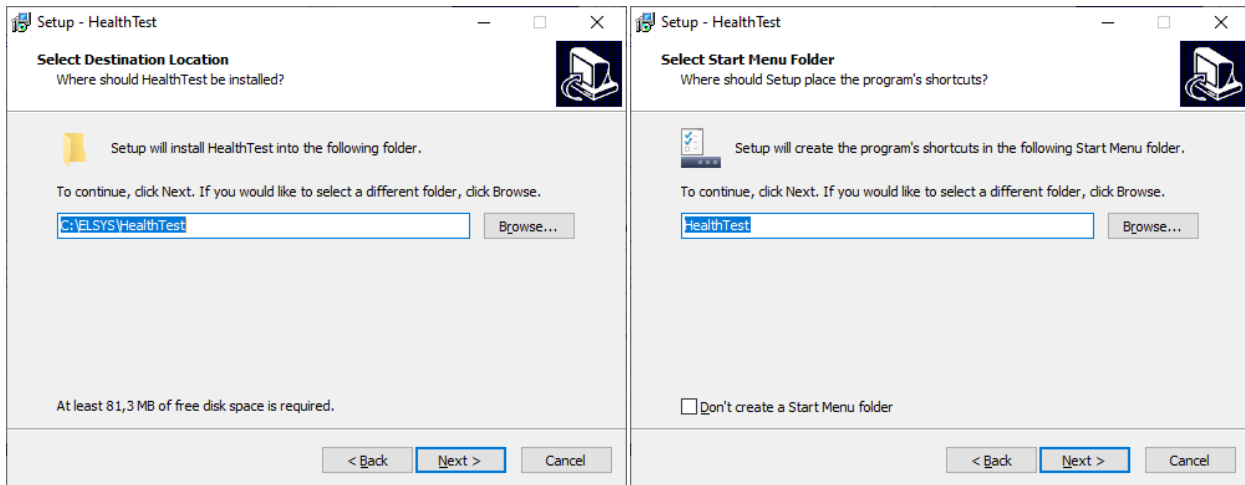 Setup - HealthTest
Select Destination Location
Where should HealthTest be installed?
Setup will install HealthTest into the following folder.
To continue, click Next. If you would like to select a different folder, click Browse.
C:\ELSYS\HealthTest
Browse...
At least 81,3 MB of free disk space is required.
< Back
Next >
Cancel
Setup - HealthTest
Select Start Menu Folder
Where should Setup place the program's shortcuts?
Setup will create the program's shortcuts in the following Start Menu folder.
To continue, click Next. If you would like to select a different folder, click Browse.
HealthTest
Browse...
Don't create a Start Menu folder
< Back
Next >
Cancel